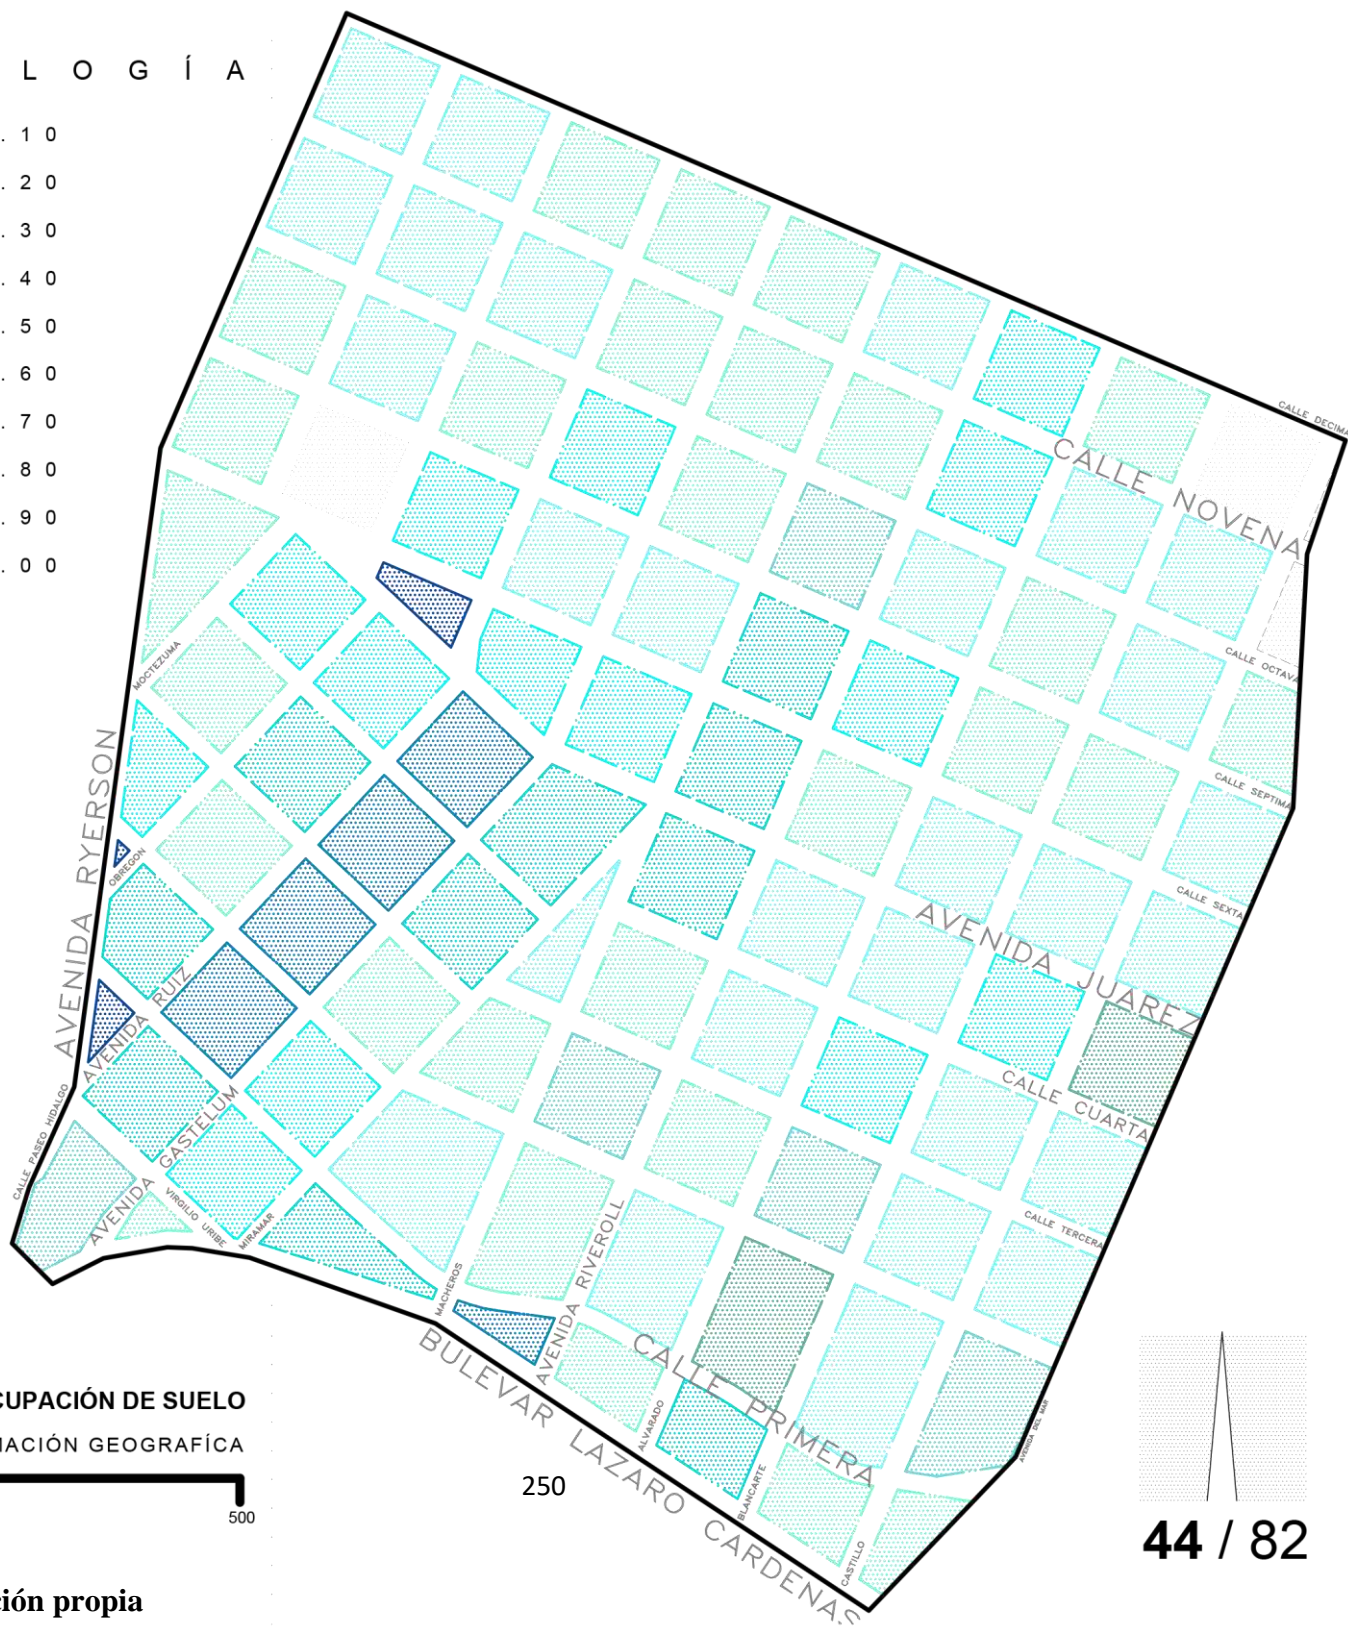 L O G Í A
. 1 0
. 2 0
. 3 0
. 4 0
. 5 0
. 6 0
. 7 0
. 8 0
. 9 0
. 0 0
CALLE DECIMA
CALLE NOVENA
CALLE OCTAVA
CALLE SEPTIMA
CALLE SEXTA
AVENIDA JUAREZ
CALLE CUARTA
CALLE TERCERA
MOCTEZUMA
AVENIDA RYERSON
OBREGON
AVENIDA RUIZ
AVENIDA GASTELUM
CALLE PASEO HIDALGO
VIRGILIO URIBE
MIRAMAR
MACHEROS
AVENIDA RIVEROLL
CALLE PRIMERA
ALVARADO
BLANCARTE
CASTILLO
AVENIDA DEL MAR
BULEVAR LAZARO CARDENAS
CUPACIÓN DE SUELO
MACIÓN GEOGRAFÍCA
500
250
44 / 82
ción propia